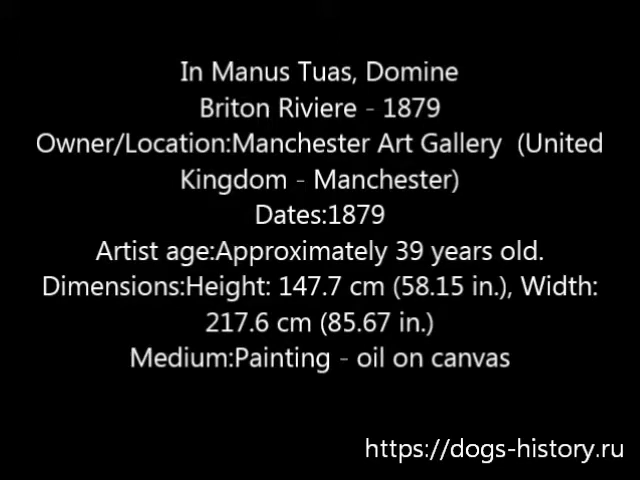 In Manus Tuas, Domine
Briton Riviere - 1879
Owner/Location:Manchester Art Gallery  (United
Kingdom - Manchester)
Dates:1879
Artist age:Approximately 39 years old.
Dimensions:Height: 147.7 cm (58.15 in.), Width:
217.6 cm (85.67 in.)
Medium:Painting - oil on canvas
https://dogs-history.ru